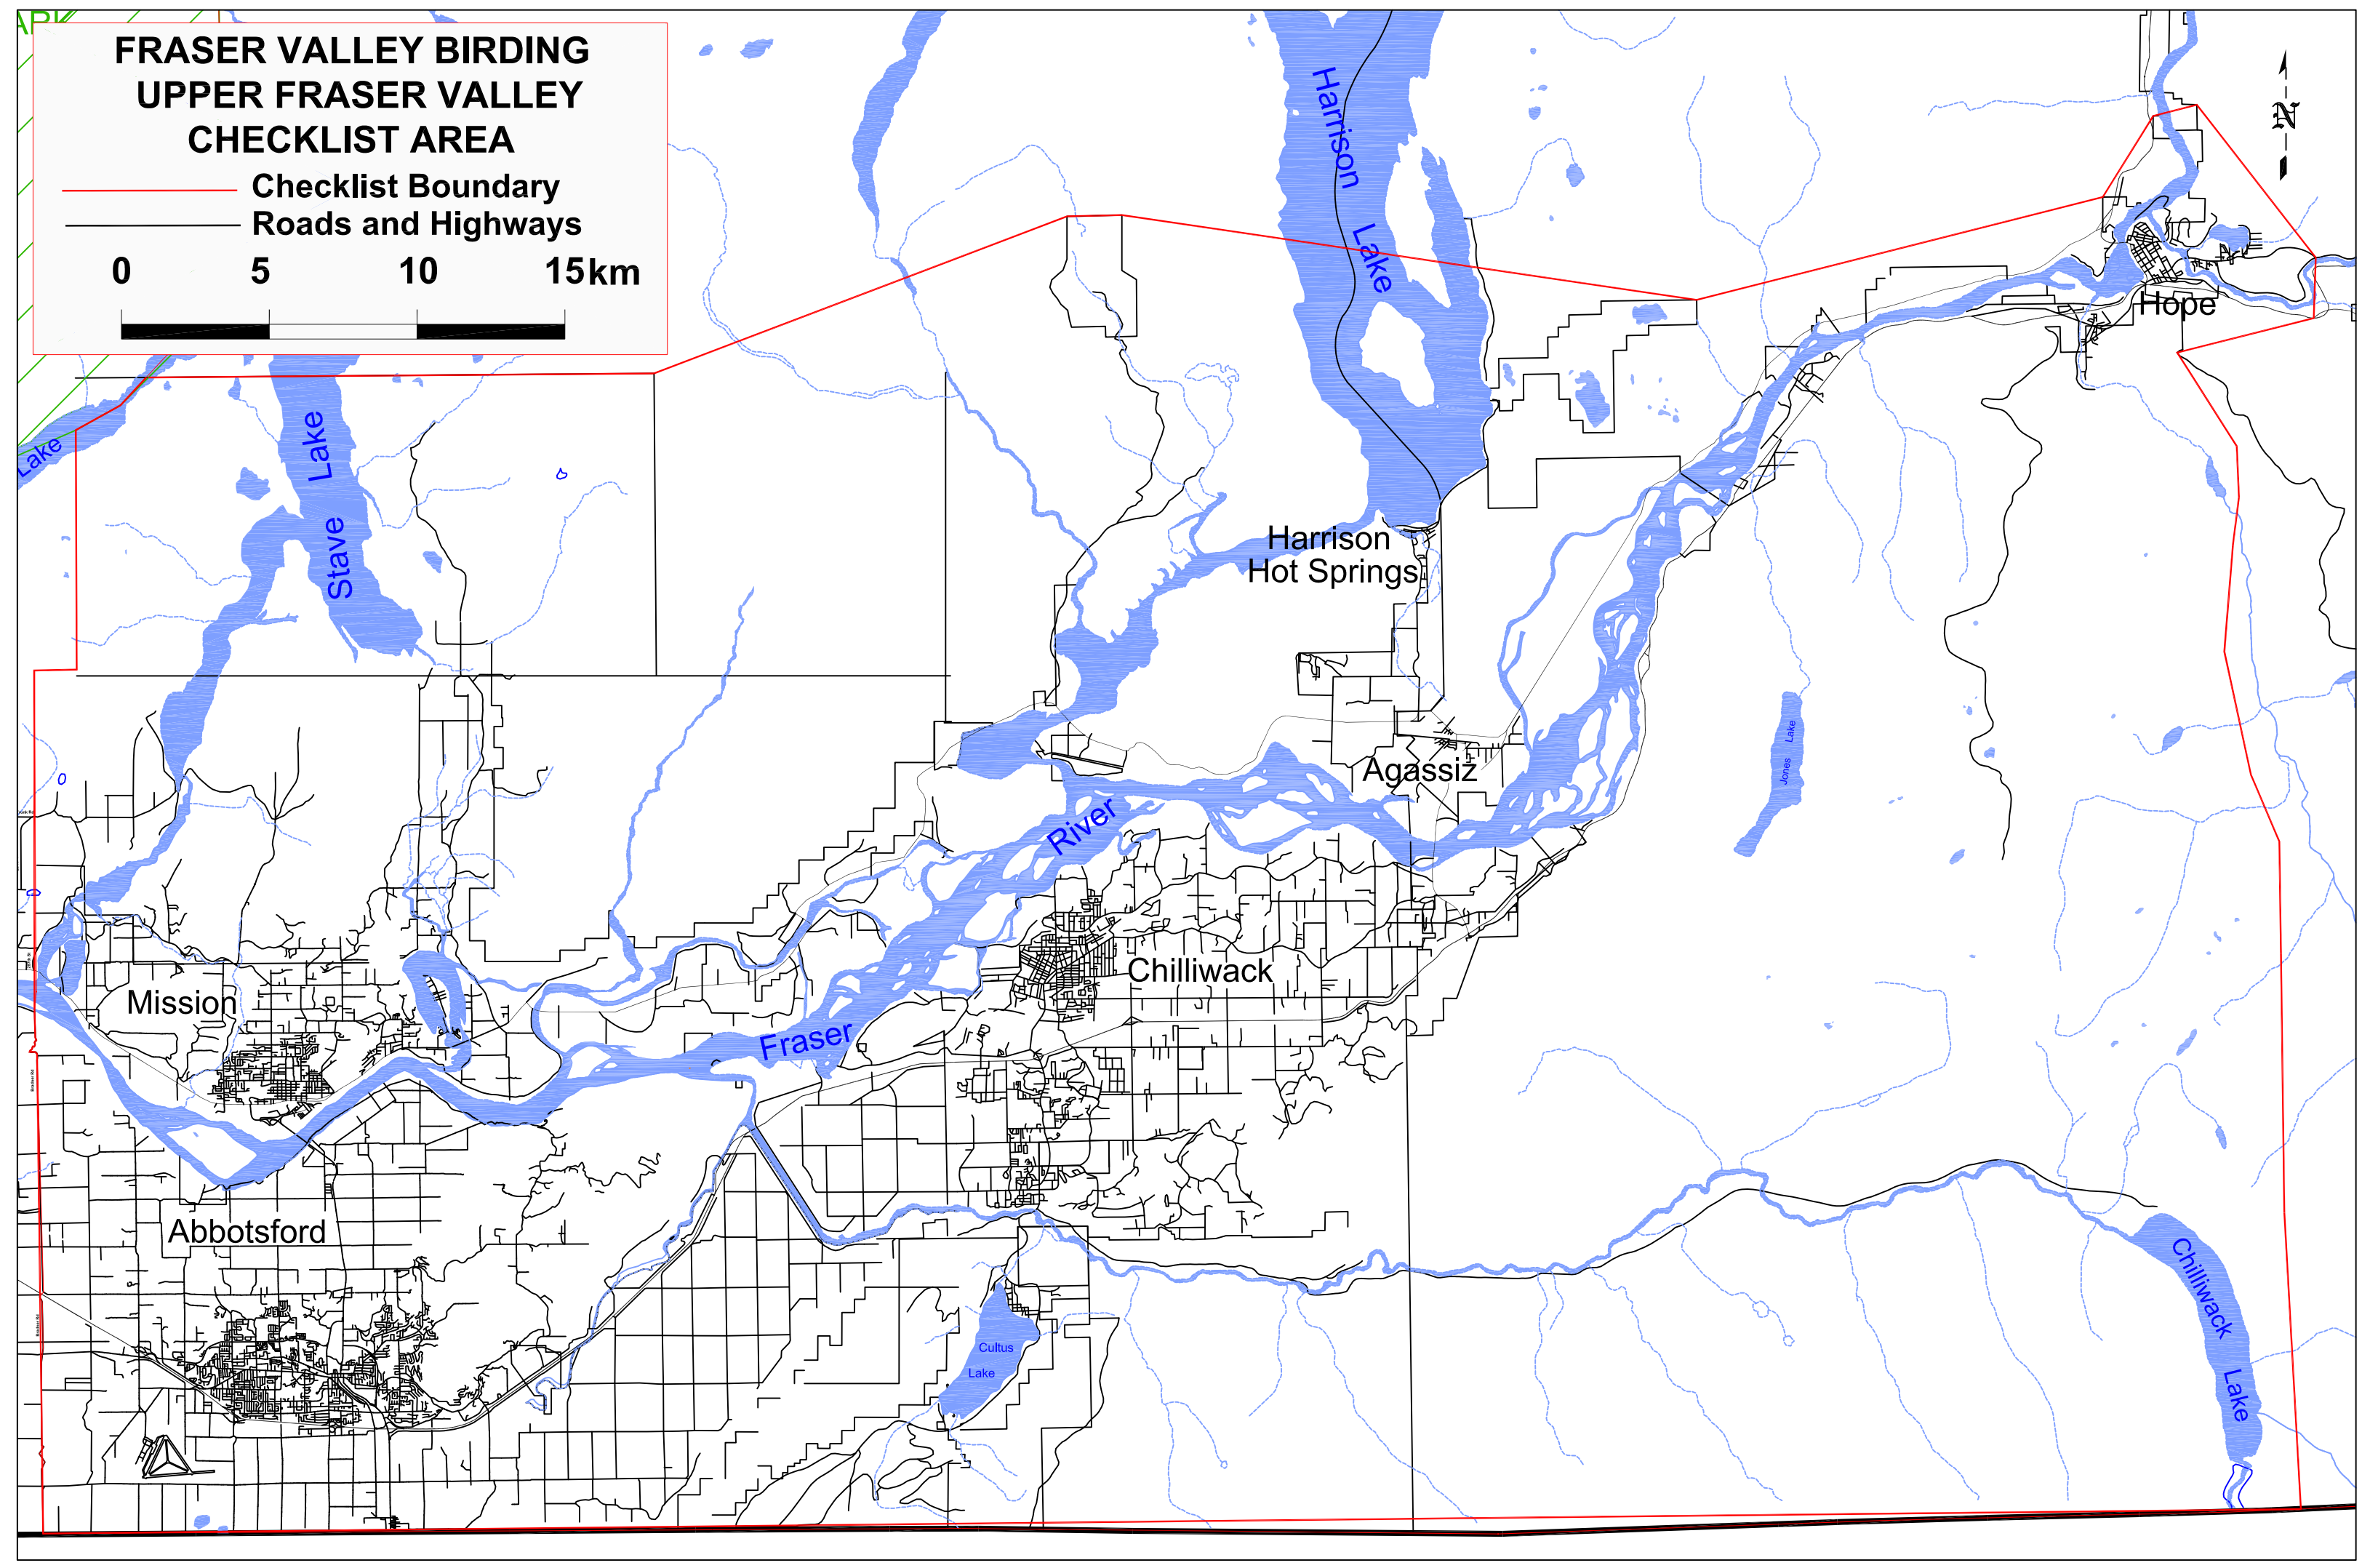 ARK
FRASER VALLEY BIRDING
UPPER FRASER VALLEY
CHECKLIST AREA
Checklist Boundary
Roads and Highways
0 5 10 15km
N
Harrison
Lake
Hope
Lake
Stave Lake
Harrison
Hot Springs
Agassiz
Jones Lake
River
Fraser
Chilliwack
Mission
Abbotsford
Cultus
Lake
Chilliwack
Lake